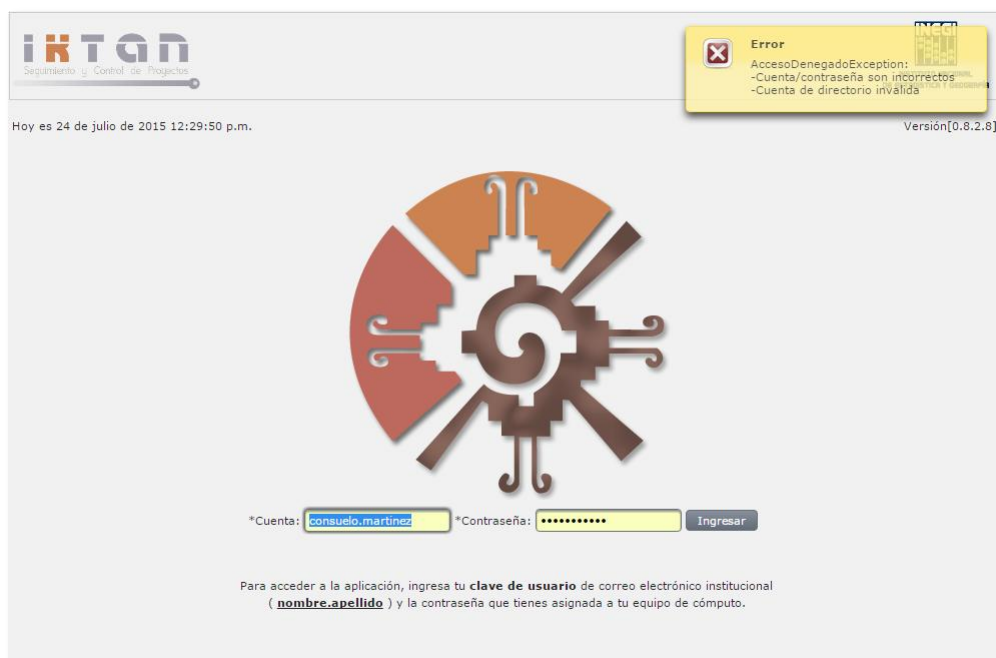 iKTan
Seguimiento y Control de Proyectos
INEGI
Error
AccesoDenegadoException:
-Cuenta/contraseña son incorrectos
-Cuenta de directorio inválida
Hoy es 24 de julio de 2015 12:29:50 p.m.
Versión[0.8.2.8]
*Cuenta: consuelo.martinez *Contraseña: ••••••••••• Ingresar
Para acceder a la aplicación, ingresa tu clave de usuario de correo electrónico institucional
( nombre.apellido ) y la contraseña que tienes asignada a tu equipo de cómputo.